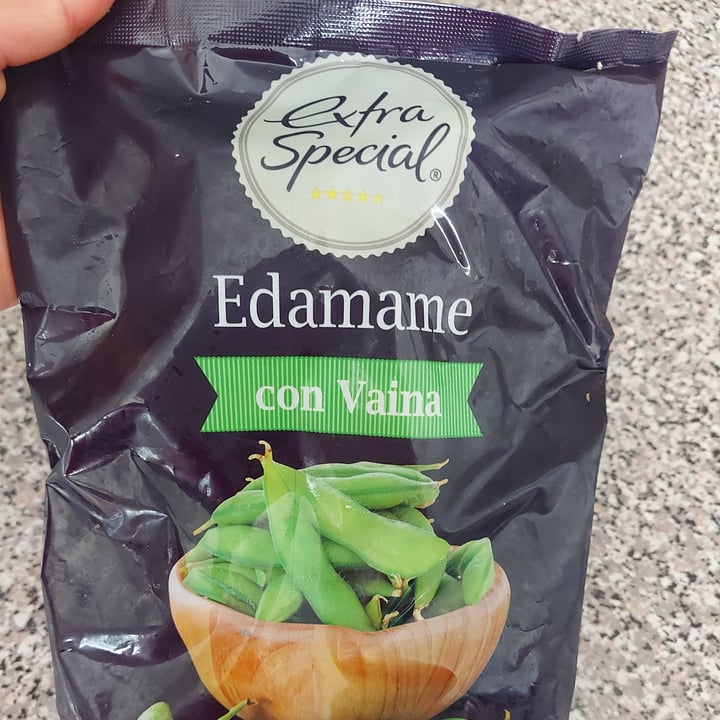 extra
Special®
Edamame
con Vaina